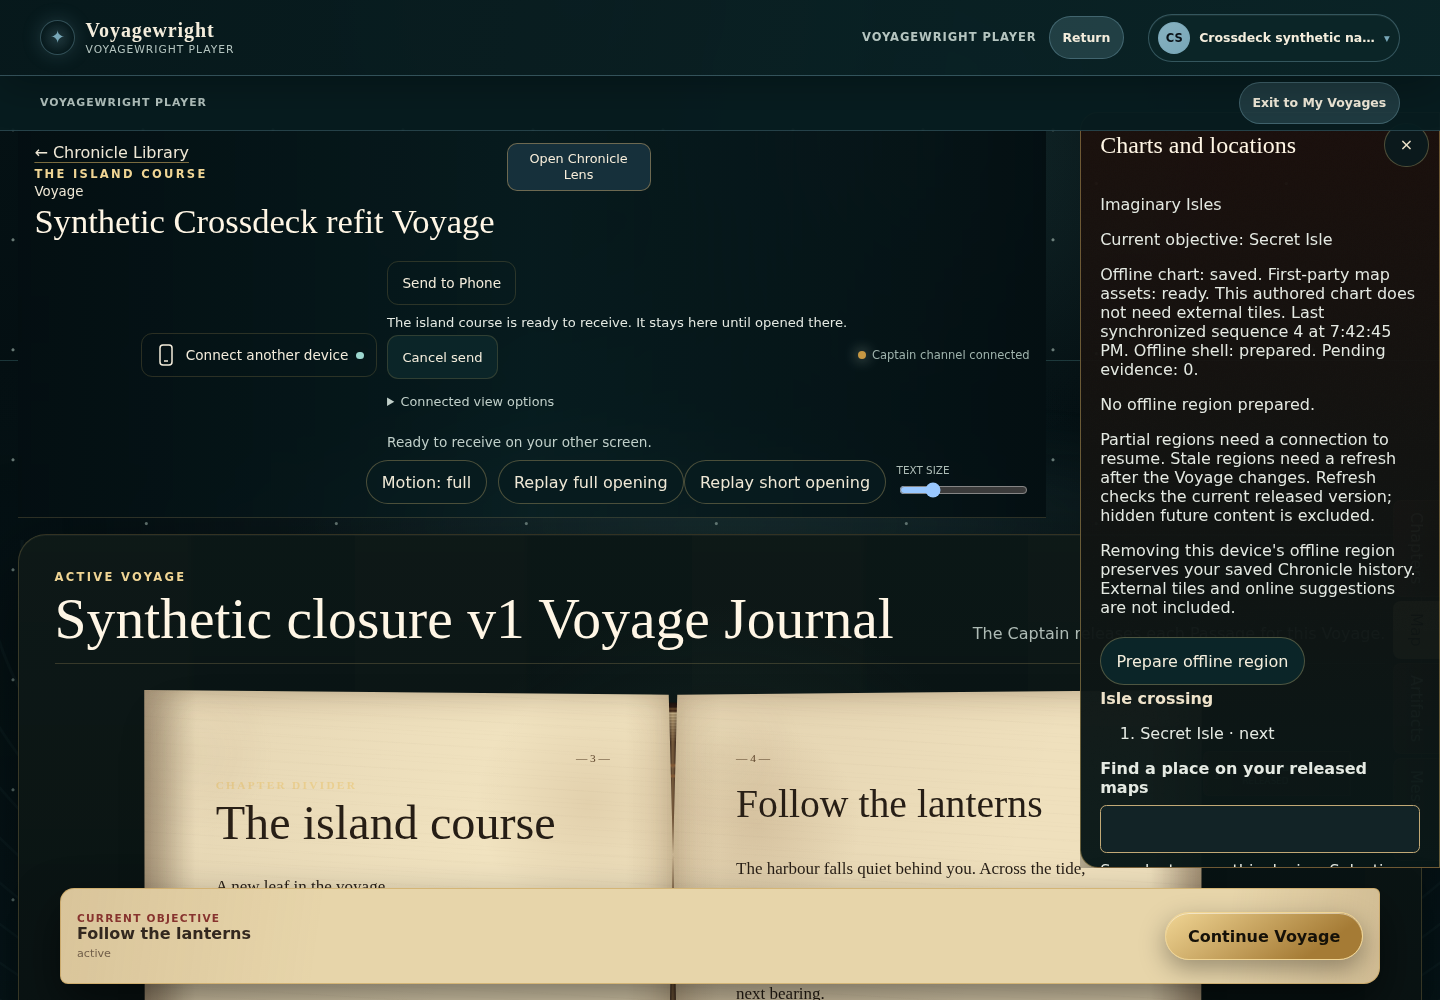 Voyagewright
VOYAGEWRIGHT PLAYER
VOYAGEWRIGHT PLAYER
Return
CS
Crossdeck synthetic na…
VOYAGEWRIGHT PLAYER
Exit to My Voyages
← Chronicle Library
THE ISLAND COURSE
Voyage
Synthetic Crossdeck refit Voyage
Open Chronicle
Lens
Send to Phone
The island course is ready to receive. It stays here until opened there.
Connect another device
Cancel send
Captain channel connected
Connected view options
Ready to receive on your other screen.
Motion: full
Replay full opening
Replay short opening
TEXT SIZE
ACTIVE VOYAGE
Synthetic closure v1 Voyage Journal
The Captain
— 3 —
CHAPTER DIVIDER
The island course
A new leaf in the voyage
— 4 —
Follow the lanterns
The harbour falls quiet behind you. Across the tide,
next bearing.
Charts and locations
×
Imaginary Isles
Current objective: Secret Isle
Offline chart: saved. First-party map
assets: ready. This authored chart does
not need external tiles. Last
synchronized sequence 4 at 7:42:45
PM. Offline shell: prepared. Pending
evidence: 0.
No offline region prepared.
Partial regions need a connection to
resume. Stale regions need a refresh
after the Voyage changes. Refresh
checks the current released version;
hidden future content is excluded.
Removing this device's offline region
preserves your saved Chronicle history.
External tiles and online suggestions
are not included.
Prepare offline region
Isle crossing
1. Secret Isle · next
Find a place on your released
maps
CURRENT OBJECTIVE
Follow the lanterns
active
Continue Voyage